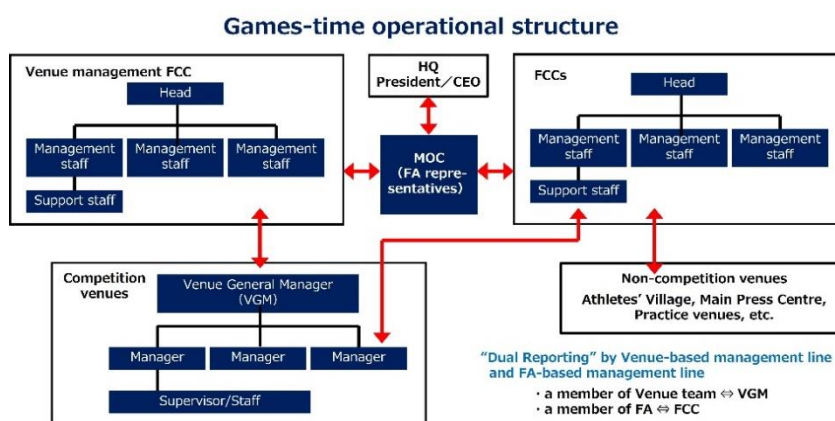 Games-time operational structure
Venue management FCC
Head
Management
staff
Management
staff
Management
staff
Support staff
HQ
President／CEO
MOC
(FA repre-
sentatives)
FCCs
Head
Management
staff
Management
staff
Management
staff
Support staff
Competition
venues
Venue General Manager
(VGM)
Manager
Manager
Manager
Supervisor/Staff
Non-competition venues
Athletes’ Village, Main Press Centre,
Practice venues, etc.
“Dual Reporting” by Venue-based management line
and FA-based management line
・a member of Venue team ⇔ VGM
・a member of FA ⇔ FCC